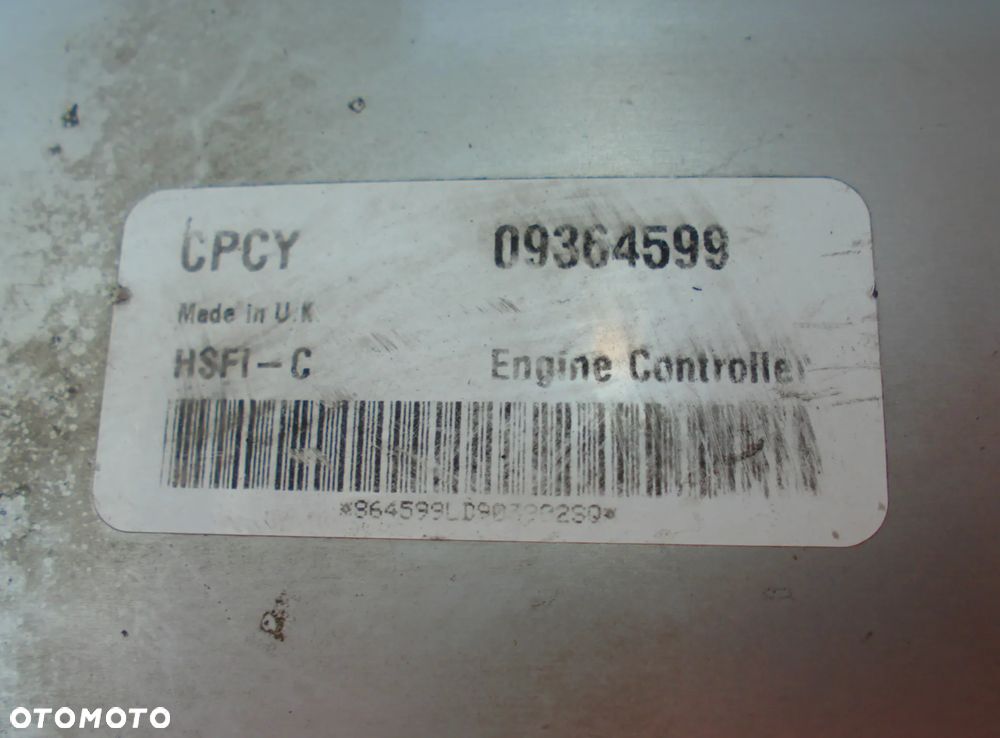 CPCY 09364599
Made in U.K
HSFI-C Engine Controller
OTOMOTO